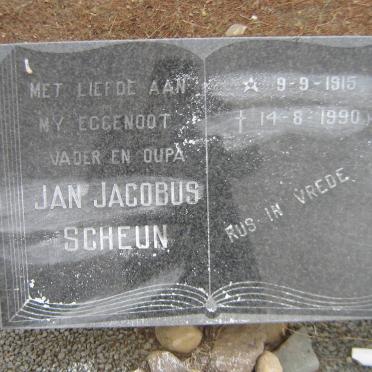 MET LIEFDE AAN
MY EGGENOOT
VADER EN OUPA
JAN JACOBUS
SCHEUN
☆ 9-9-1915
† 14-8-1990
RUS IN VREDE